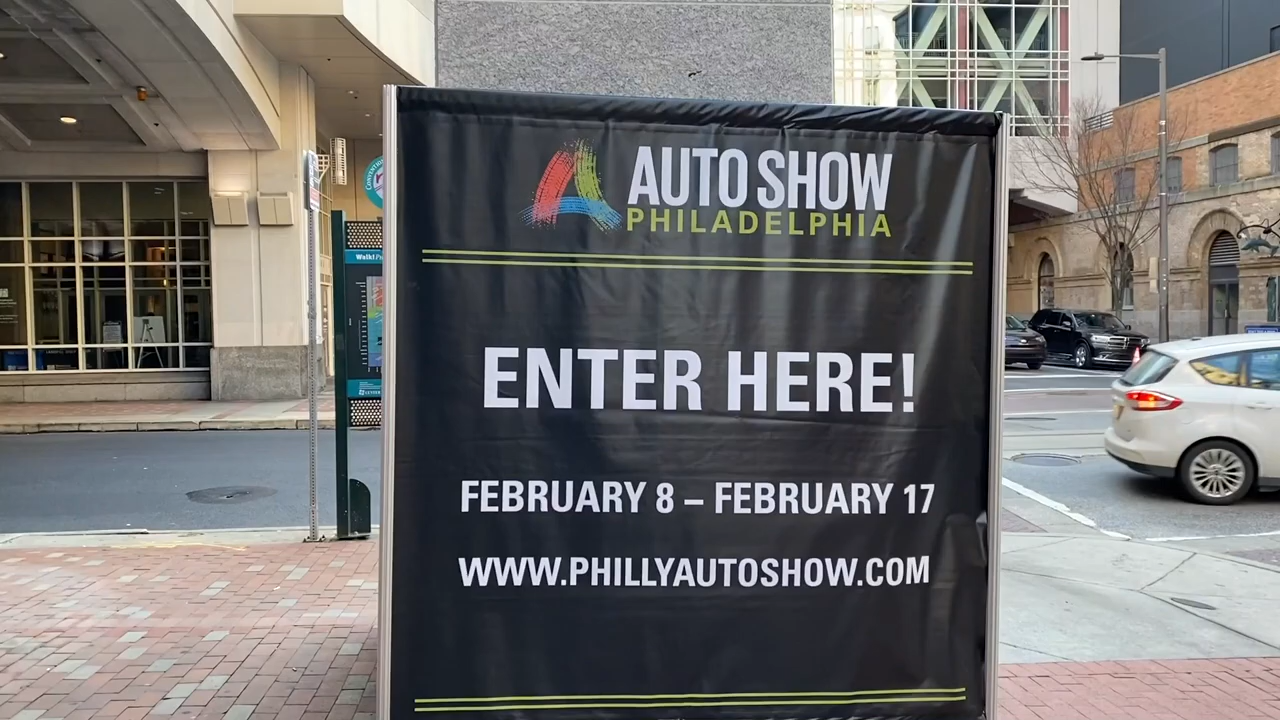 AUTO SHOW
PHILADELPHIA
ENTER HERE!
FEBRUARY 8 – FEBRUARY 17
WWW.PHILLYAUTOSHOW.COM